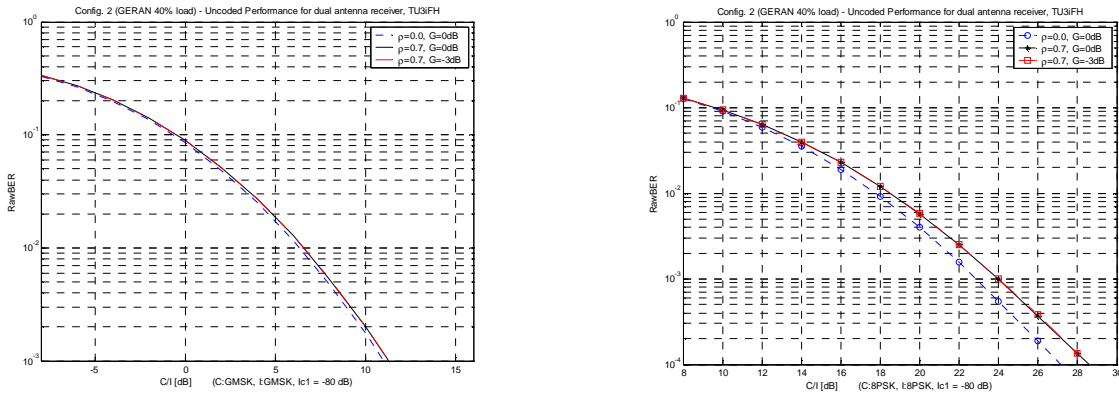 Config. 2 (GERAN 40% load) - Uncoded Performance for dual antenna receiver, TU3iFH
10^0
10^-1
10^-2
10^-3
RawBER
ρ=0.0, G=0dB
ρ=0.7, G=0dB
ρ=0.7, G=-3dB
-5 0 5 10 15
C/I [dB] (C:GMSK, I:GMSK, Ic1 = -80 dB)
Config. 2 (GERAN 40% load) - Uncoded Performance for dual antenna receiver, TU3iFH
10^0
10^-1
10^-2
10^-3
10^-4
RawBER
ρ=0.0, G=0dB
ρ=0.7, G=0dB
ρ=0.7, G=-3dB
8 10 12 14 16 18 20 22 24 26 28 30
C/I [dB] (C:8PSK, I:8PSK, Ic1 = -80 dB)